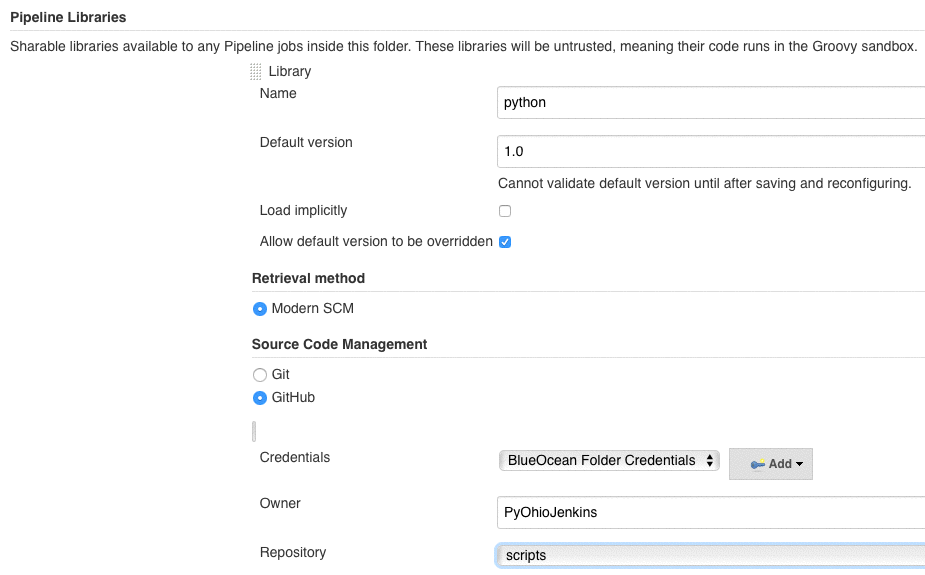 Pipeline Libraries
Sharable libraries available to any Pipeline jobs inside this folder. These libraries will be untrusted, meaning their code runs in the Groovy sandbox.
Library
Name
python
Default version
1.0
Cannot validate default version until after saving and reconfiguring.
Load implicitly
Allow default version to be overridden
Retrieval method
Modern SCM
Source Code Management
Git
GitHub
Credentials
BlueOcean Folder Credentials
Add
Owner
PyOhioJenkins
Repository
scripts